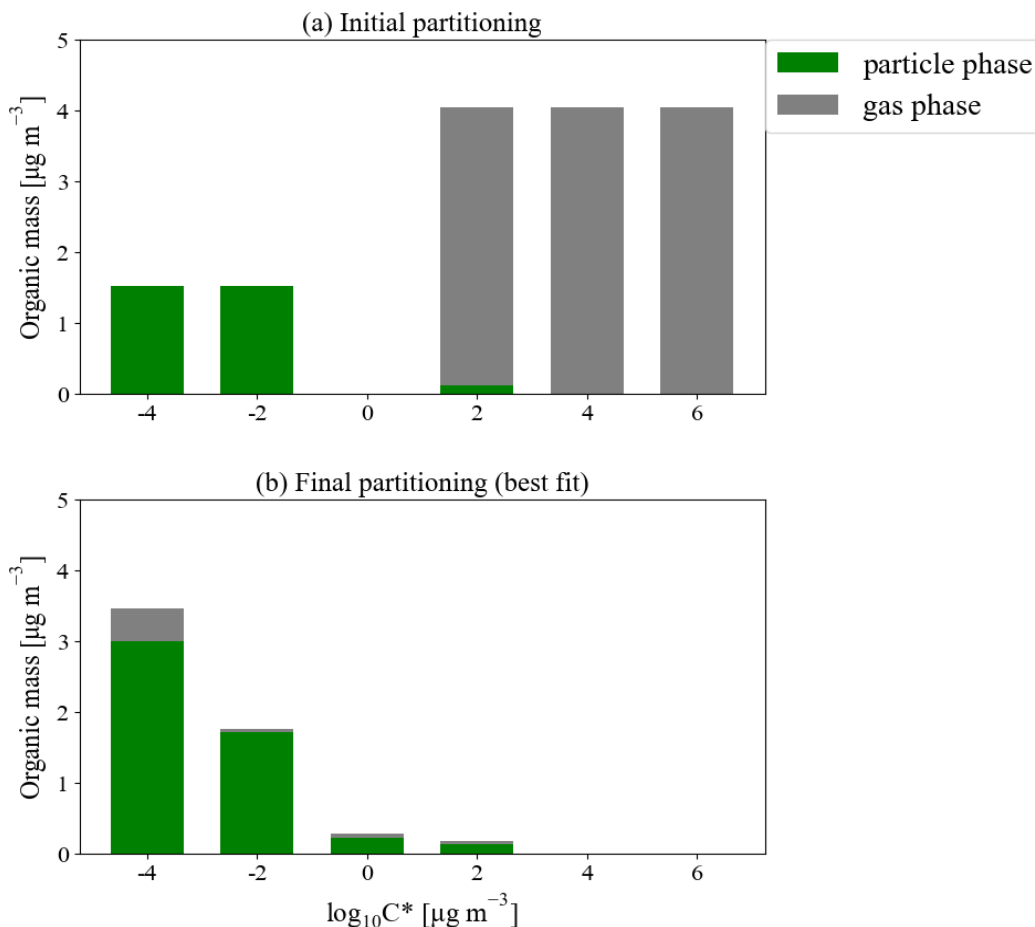 (a) Initial partitioning
particle phase
gas phase
Organic mass [μg m⁻³]
5
4
3
2
1
0
-4 -2 0 2 4 6
(b) Final partitioning (best fit)
Organic mass [μg m⁻³]
5
4
3
2
1
0
-4 -2 0 2 4 6
log₁₀C* [μg m⁻³]